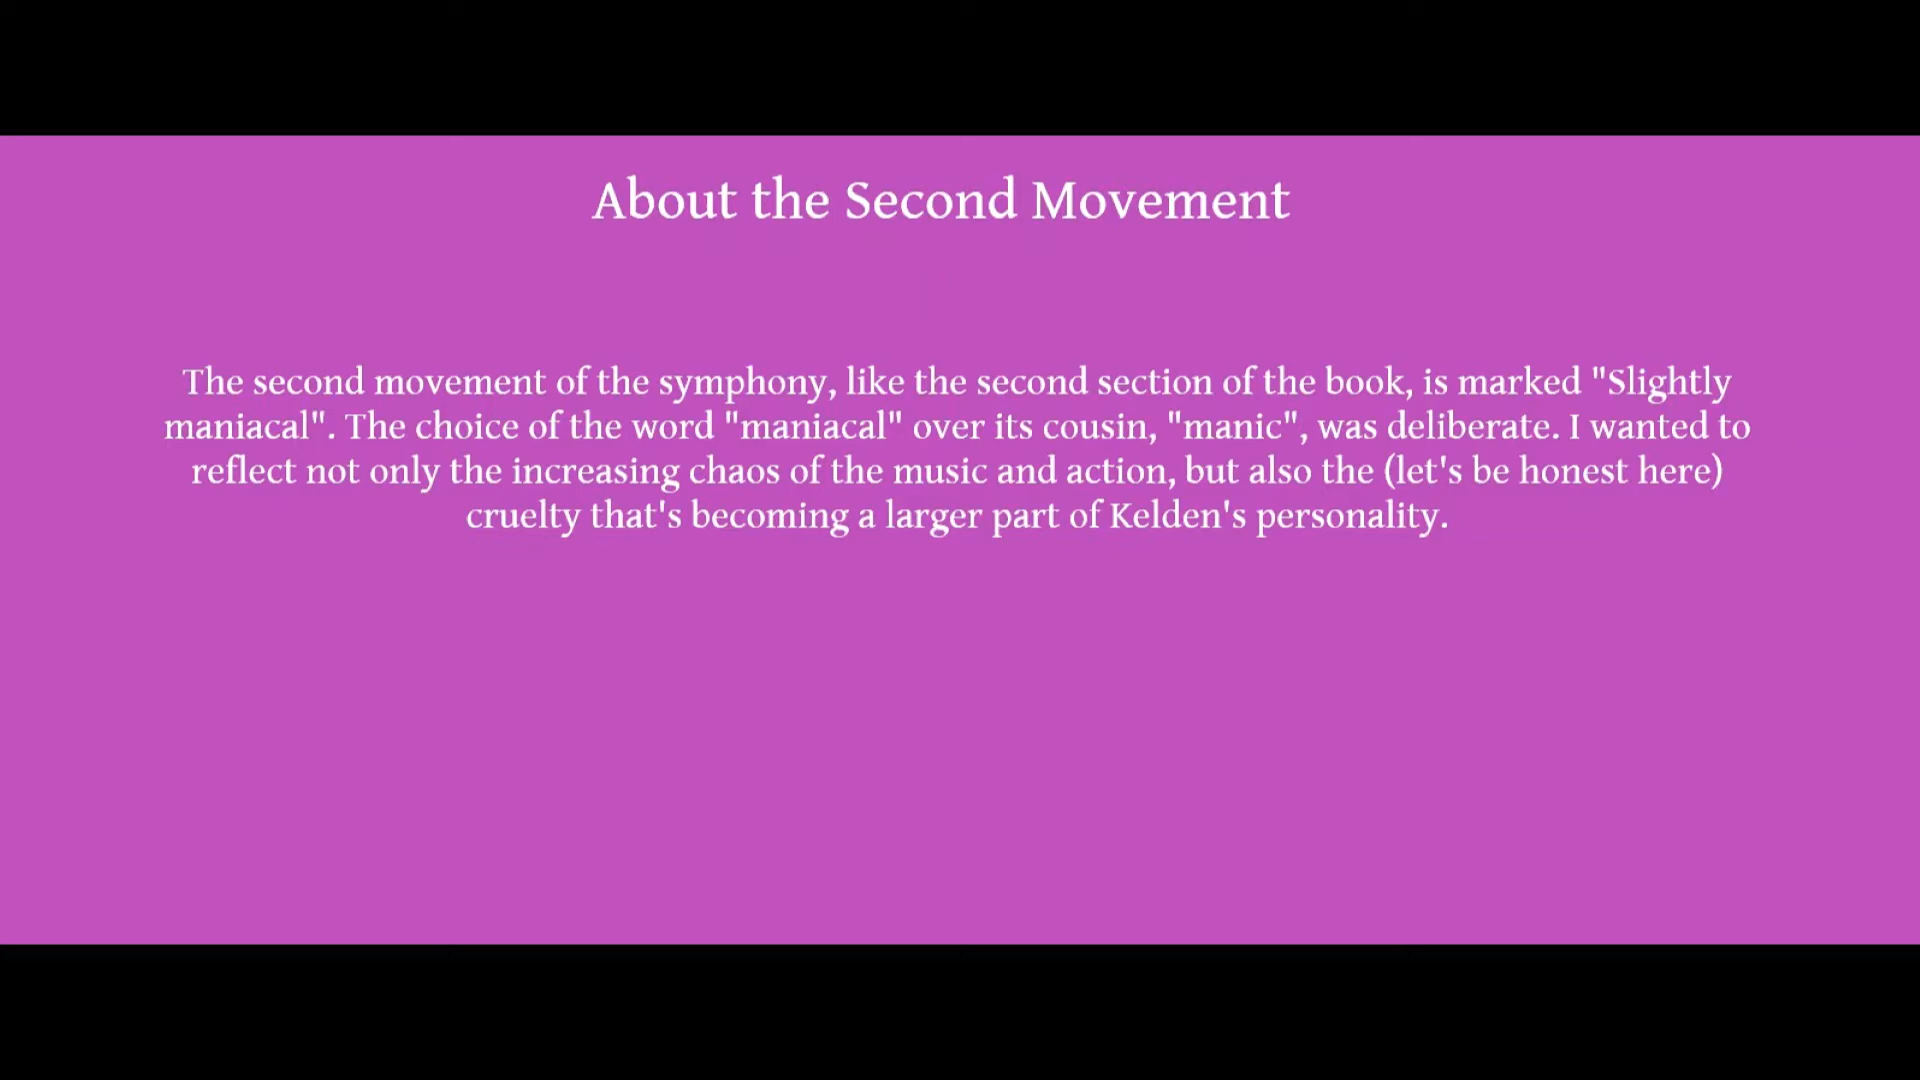 About the Second Movement
The second movement of the symphony, like the second section of the book, is marked "Slightly
maniacal". The choice of the word "maniacal" over its cousin, "manic", was deliberate. I wanted to
reflect not only the increasing chaos of the music and action, but also the (let's be honest here)
cruelty that's becoming a larger part of Kelden's personality.